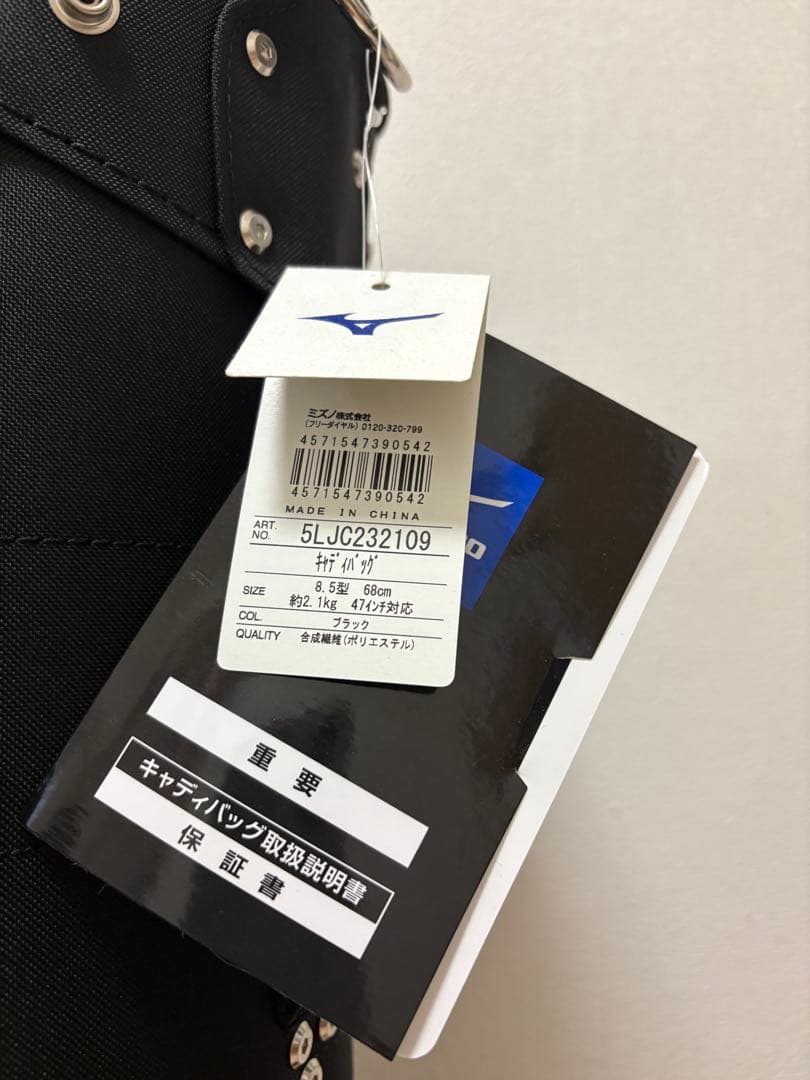 ミズノ株式会社
(フリーダイヤル) 0120-320-799
4571547390542
4571547390542
MADE IN CHINA
ART. NO. 5LJC232109
ｷｬﾃﾞｨﾊﾞｯｸﾞ
SIZE 8.5型 68cm
約2.1kg 47ｲﾝﾁ対応
COL. ブラック
QUALITY 合成繊維(ポリエステル)
重要
キャディバッグ取扱説明書
保証書